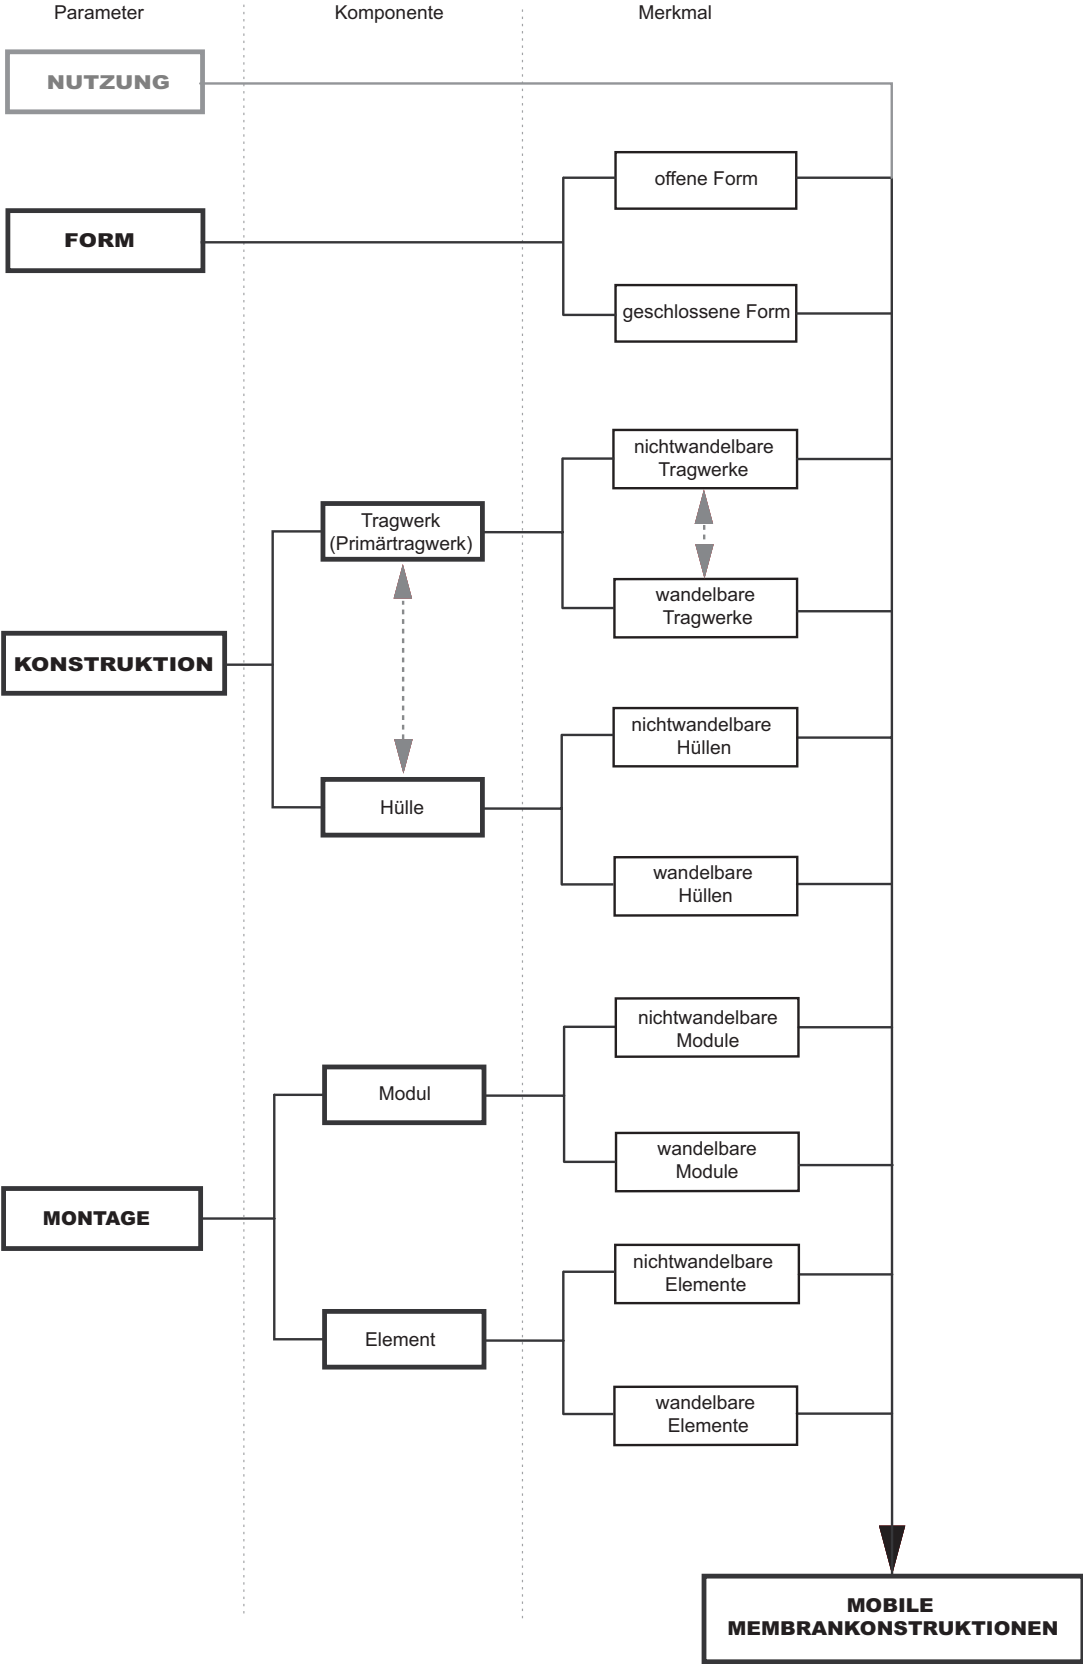 Parameter
Komponente
Merkmal
NUTZUNG
offene Form
FORM
geschlossene Form
nichtwandelbare
Tragwerke
Tragwerk
(Primärtragwerk)
wandelbare
Tragwerke
KONSTRUKTION
nichtwandelbare
Hüllen
Hülle
wandelbare
Hüllen
nichtwandelbare
Module
Modul
wandelbare
Module
MONTAGE
nichtwandelbare
Elemente
Element
wandelbare
Elemente
MOBILE
MEMBRANKONSTRUKTIONEN